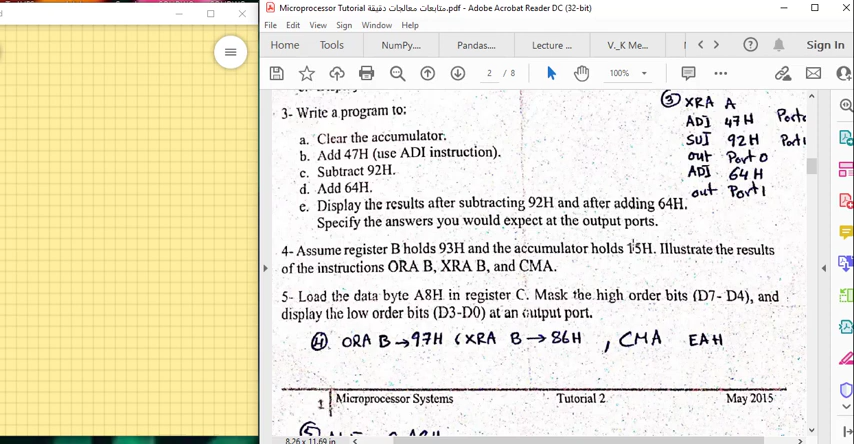 Microprocessor Tutorial متابعات معالجات دقيقة.pdf - Adobe Acrobat Reader DC (32-bit)
File Edit View Sign Window Help
Home Tools NumPy.... Pandas.... Lecture ... V._K Me... Sign In
2 / 8 100%
3- Write a program to:
a. Clear the accumulator.
b. Add 47H (use ADI instruction).
c. Subtract 92H.
d. Add 64H.
e. Display the results after subtracting 92H and after adding 64H.
Specify the answers you would expect at the output ports.
③ XRA A
ADI 47H
SUI 92H
out Port 0
ADI 64H
out Port 1
4- Assume register B holds 93H and the accumulator holds 15H. Illustrate the results
of the instructions ORA B, XRA B, and CMA.
5- Load the data byte A8H in register C. Mask the high order bits (D7- D4), and
display the low order bits (D3-D0) at an output port.
④ ORA B → 97H ( XRA B → 86H , CMA EAH
1 Microprocessor Systems Tutorial 2 May 2015
8.26 x 11.69 in